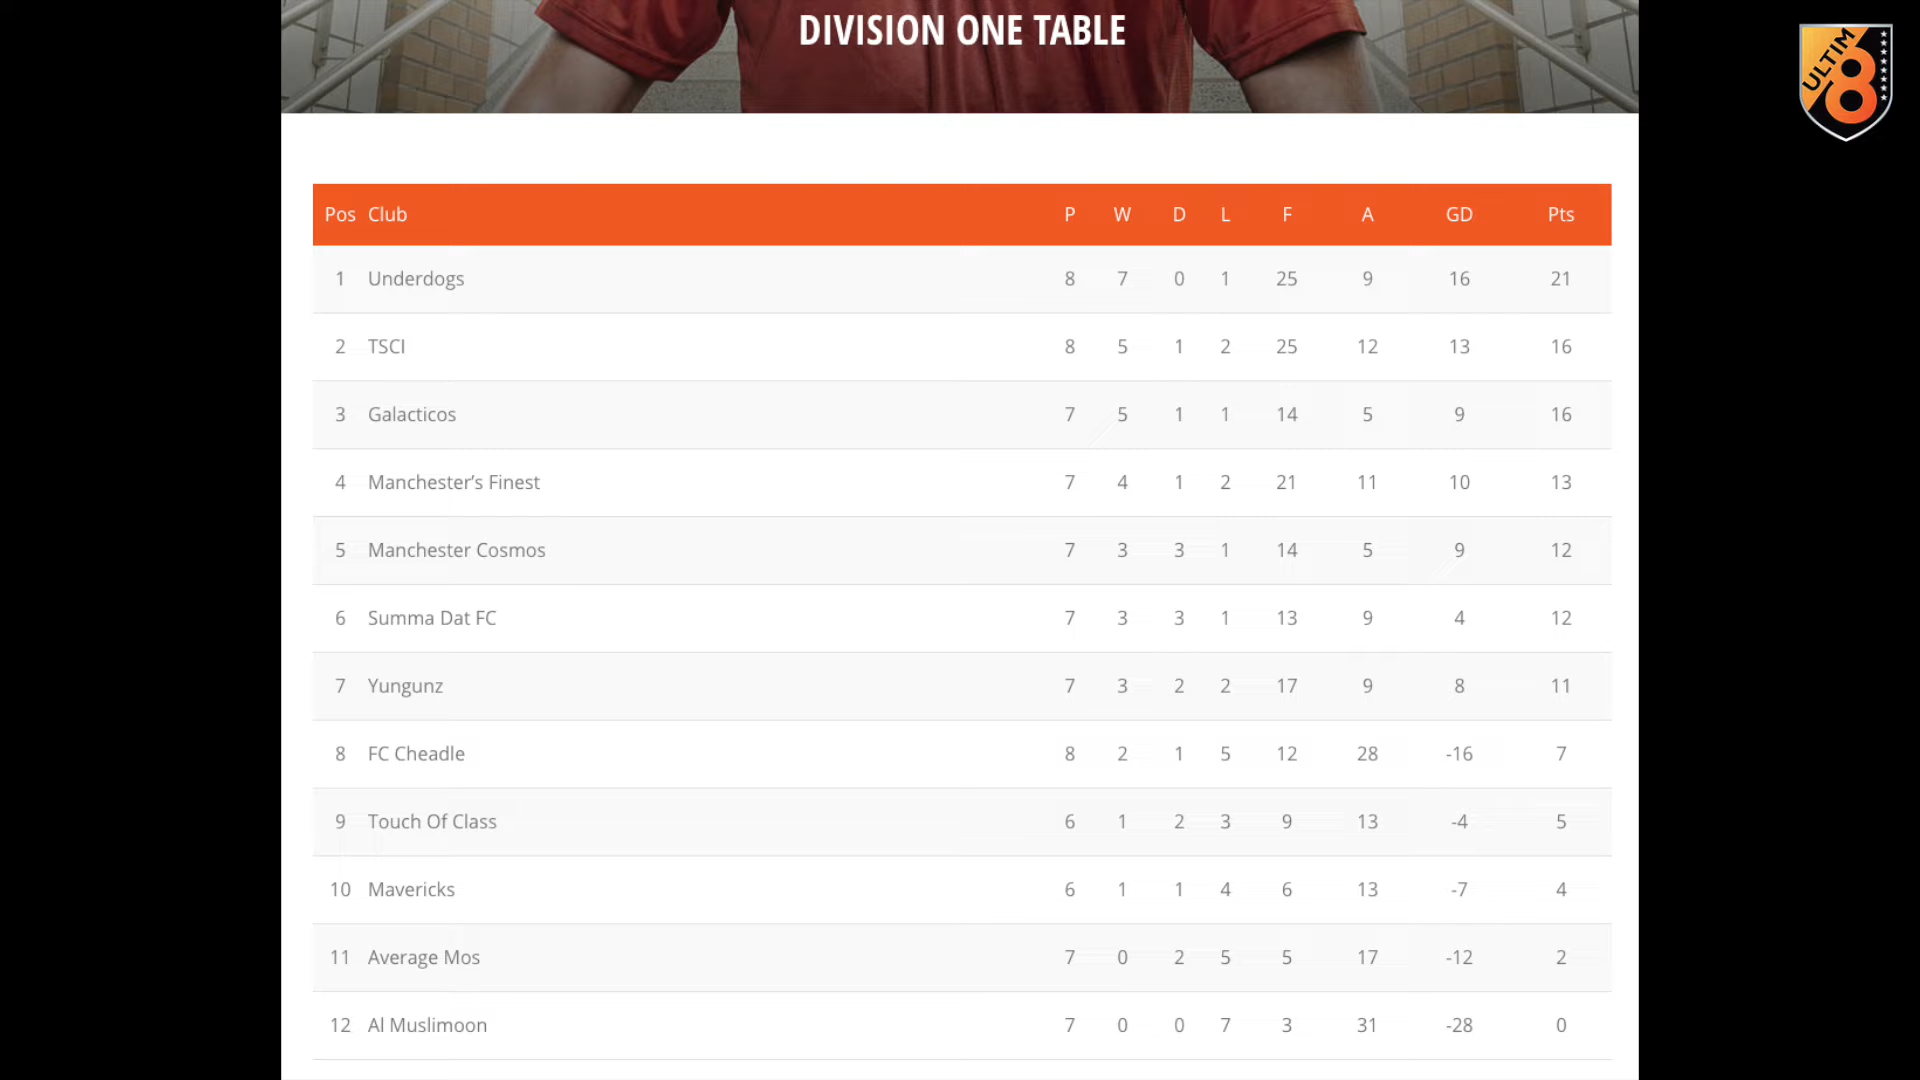 DIVISION ONE TABLE
ULTIM8
Pos Club P W D L F A GD Pts
1 Underdogs 8 7 0 1 25 9 16 21
2 TSCI 8 5 1 2 25 12 13 16
3 Galacticos 7 5 1 1 14 5 9 16
4 Manchester’s Finest 7 4 1 2 21 11 10 13
5 Manchester Cosmos 7 3 3 1 14 5 9 12
6 Summa Dat FC 7 3 3 1 13 9 4 12
7 Yungunz 7 3 2 2 17 9 8 11
8 FC Cheadle 8 2 1 5 12 28 -16 7
9 Touch Of Class 6 1 2 3 9 13 -4 5
10 Mavericks 6 1 1 4 6 13 -7 4
11 Average Mos 7 0 2 5 5 17 -12 2
12 Al Muslimoon 7 0 0 7 3 31 -28 0